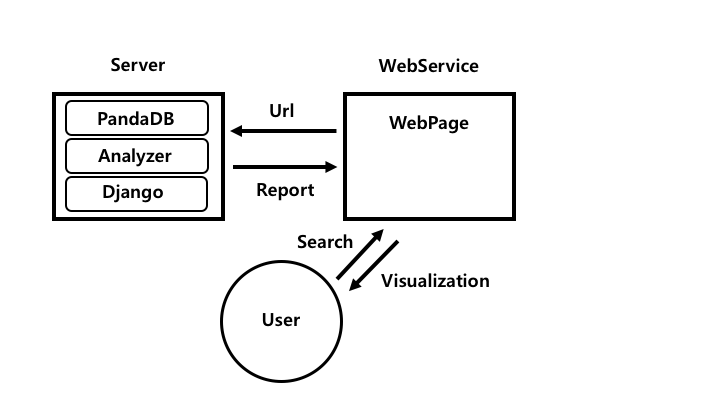 Server
WebService
PandaDB
Analyzer
Django
Url
Report
WebPage
Search
Visualization
User